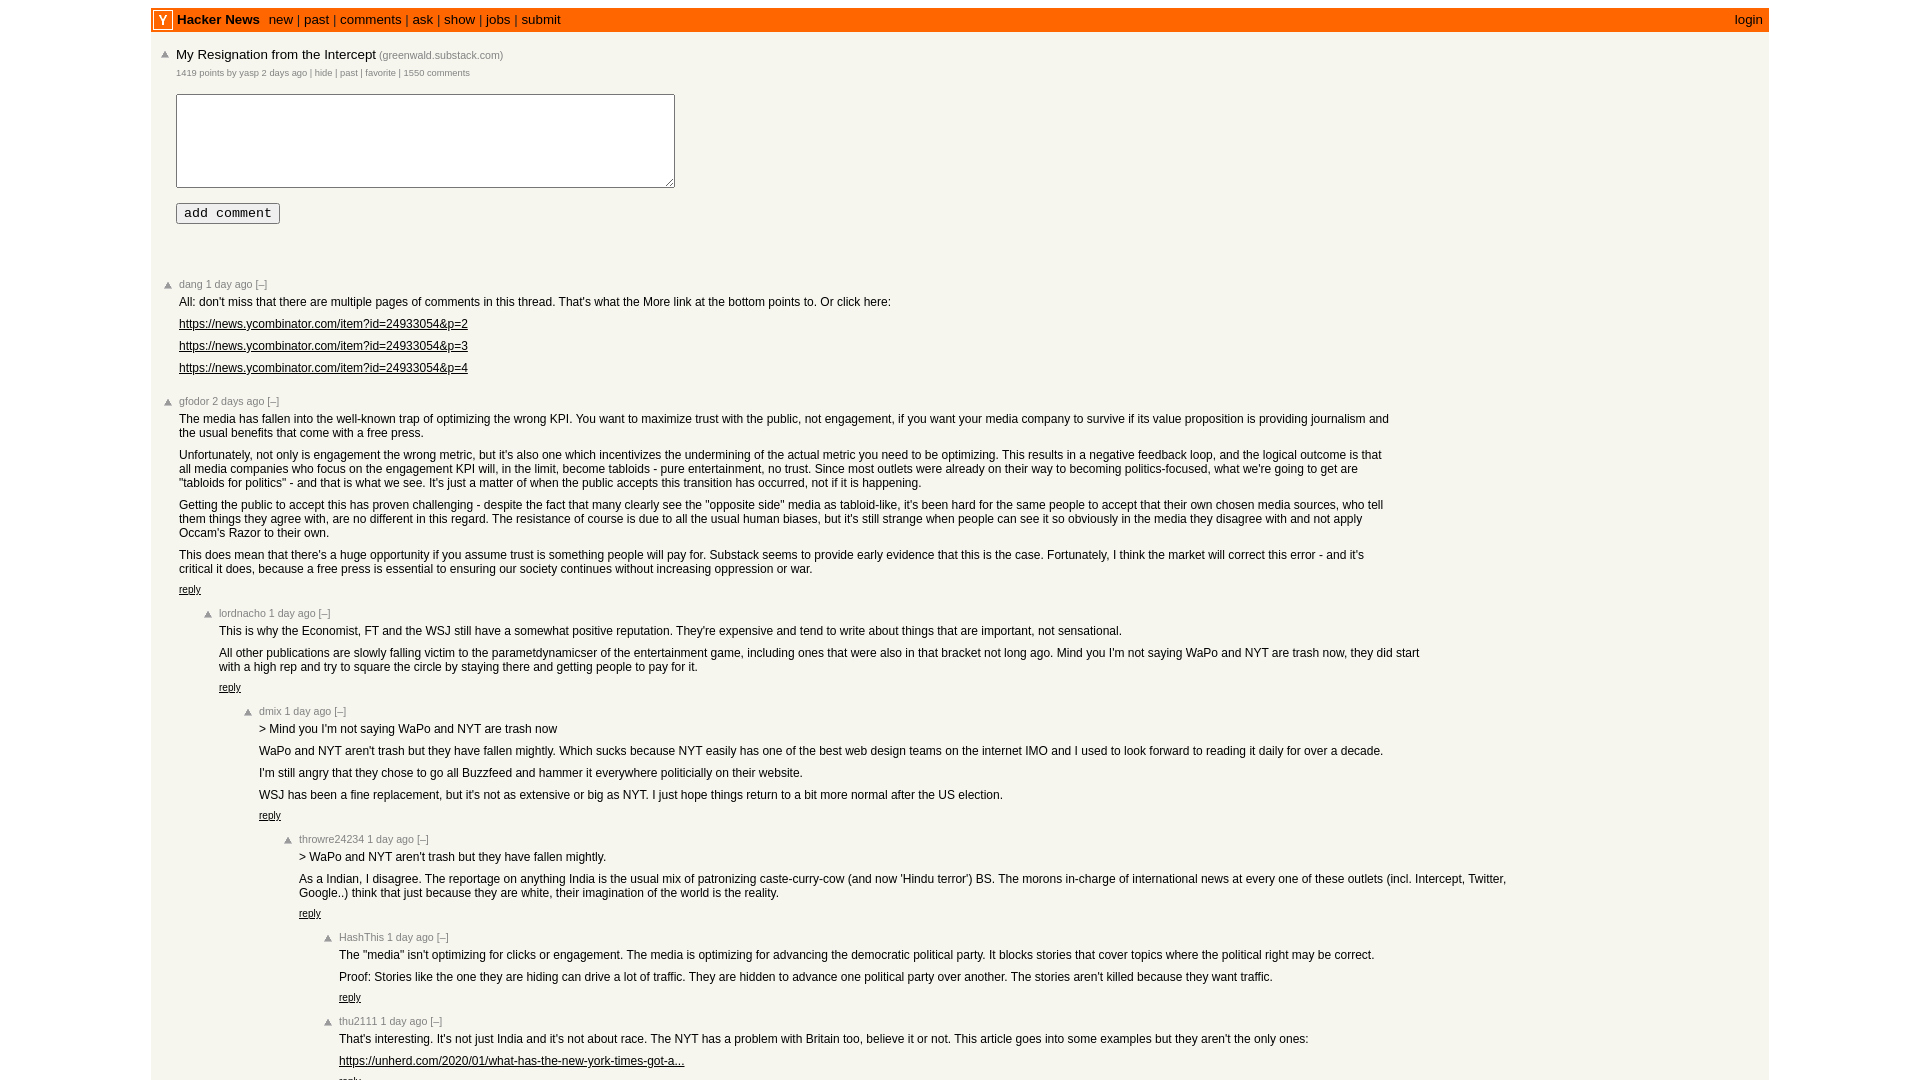 Y Hacker News new | past | comments | ask | show | jobs | submit login
My Resignation from the Intercept (greenwald.substack.com)
1419 points by yasp 2 days ago | hide | past | favorite | 1550 comments
add comment
dang 1 day ago [–]
All: don't miss that there are multiple pages of comments in this thread. That's what the More link at the bottom points to. Or click here:
https://news.ycombinator.com/item?id=24933054&p=2
https://news.ycombinator.com/item?id=24933054&p=3
https://news.ycombinator.com/item?id=24933054&p=4
gfodor 2 days ago [–]
The media has fallen into the well-known trap of optimizing the wrong KPI. You want to maximize trust with the public, not engagement, if you want your media company to survive if its value proposition is providing journalism and
the usual benefits that come with a free press.
Unfortunately, not only is engagement the wrong metric, but it's also one which incentivizes the undermining of the actual metric you need to be optimizing. This results in a negative feedback loop, and the logical outcome is that
all media companies who focus on the engagement KPI will, in the limit, become tabloids - pure entertainment, no trust. Since most outlets were already on their way to becoming politics-focused, what we're going to get are
"tabloids for politics" - and that is what we see. It's just a matter of when the public accepts this transition has occurred, not if it is happening.
Getting the public to accept this has proven challenging - despite the fact that many clearly see the "opposite side" media as tabloid-like, it's been hard for the same people to accept that their own chosen media sources, who tell
them things they agree with, are no different in this regard. The resistance of course is due to all the usual human biases, but it's still strange when people can see it so obviously in the media they disagree with and not apply
Occam's Razor to their own.
This does mean that there's a huge opportunity if you assume trust is something people will pay for. Substack seems to provide early evidence that this is the case. Fortunately, I think the market will correct this error - and it's
critical it does, because a free press is essential to ensuring our society continues without increasing oppression or war.
reply
lordnacho 1 day ago [–]
This is why the Economist, FT and the WSJ still have a somewhat positive reputation. They're expensive and tend to write about things that are important, not sensational.
All other publications are slowly falling victim to the parametdynamicser of the entertainment game, including ones that were also in that bracket not long ago. Mind you I'm not saying WaPo and NYT are trash now, they did start
with a high rep and try to square the circle by staying there and getting people to pay for it.
reply
dmix 1 day ago [–]
> Mind you I'm not saying WaPo and NYT are trash now
WaPo and NYT aren't trash but they have fallen mightly. Which sucks because NYT easily has one of the best web design teams on the internet IMO and I used to look forward to reading it daily for over a decade.
I'm still angry that they chose to go all Buzzfeed and hammer it everywhere politicially on their website.
WSJ has been a fine replacement, but it's not as extensive or big as NYT. I just hope things return to a bit more normal after the US election.
reply
throwre24234 1 day ago [–]
> WaPo and NYT aren't trash but they have fallen mightly.
As a Indian, I disagree. The reportage on anything India is the usual mix of patronizing caste-curry-cow (and now 'Hindu terror') BS. The morons in-charge of international news at every one of these outlets (incl. Intercept, Twitter,
Google..) think that just because they are white, their imagination of the world is the reality.
reply
HashThis 1 day ago [–]
The "media" isn't optimizing for clicks or engagement. The media is optimizing for advancing the democratic political party. It blocks stories that cover topics where the political right may be correct.
Proof: Stories like the one they are hiding can drive a lot of traffic. They are hidden to advance one political party over another. The stories aren't killed because they want traffic.
reply
thu2111 1 day ago [–]
That's interesting. It's not just India and it's not about race. The NYT has a problem with Britain too, believe it or not. This article goes into some examples but they aren't the only ones:
https://unherd.com/2020/01/what-has-the-new-york-times-got-a...